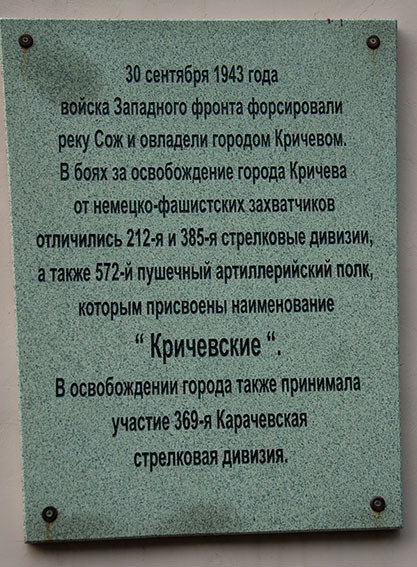 30 сентября 1943 года
войска Западного фронта форсировали
реку Сож и овладели городом Кричевом.
В боях за освобождение города Кричева
от немецко-фашистских захватчиков
отличились 212-я и 385-я стрелковые дивизии,
а также 572-й пушечный артиллерийский полк,
которым присвоены наименование
“ Кричевские “.
В освобождении города также принимала
участие 369-я Карачевская
стрелковая дивизия.